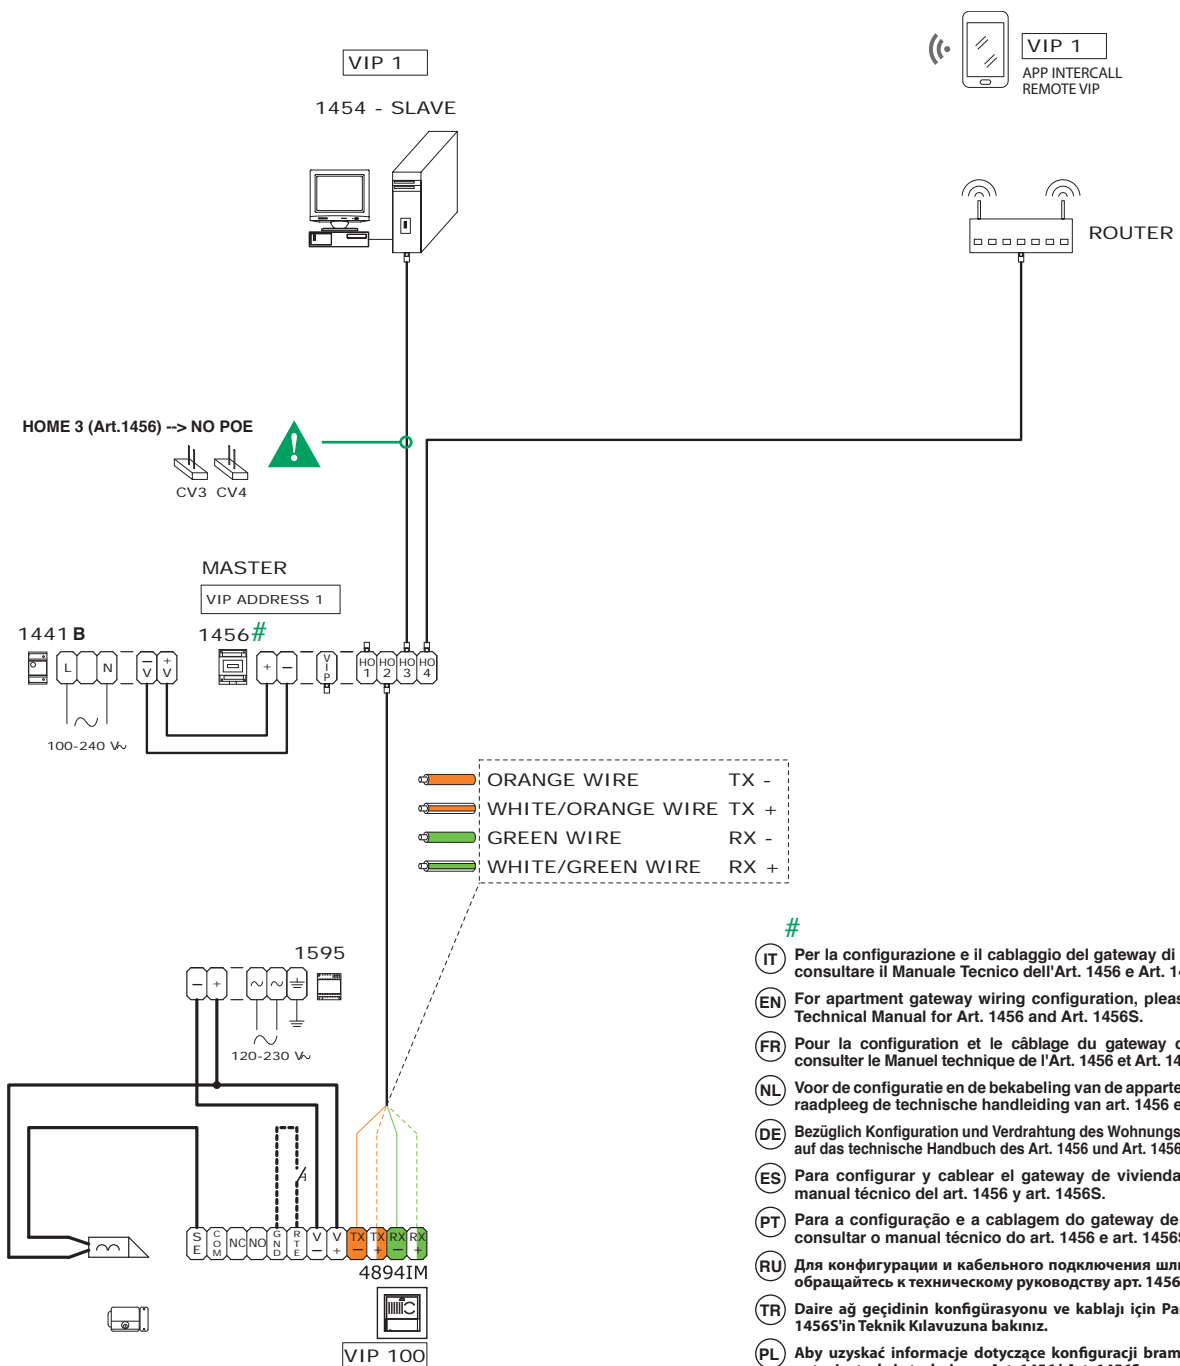 VIP 1
1454 - SLAVE
VIP 1
APP INTERCALL
REMOTE VIP
ROUTER
HOME 3 (Art.1456) --> NO POE
!
CV3 CV4
MASTER
VIP ADDRESS 1
1441 B
1456 #
L N - V + V
+ -
VIP
HO 1 HO 2 HO 3 HO 4
100-240 V~
ORANGE WIRE TX -
WHITE/ORANGE WIRE TX +
GREEN WIRE RX -
WHITE/GREEN WIRE RX +
1595
- + ~ ~
120-230 V~
SE COM NC NO GND RTE V - V + TX - TX + RX - RX +
4894IM
VIP 100
#
IT Per la configurazione e il cablaggio del gateway di
consultare il Manuale Tecnico dell'Art. 1456 e Art.
EN For apartment gateway wiring configuration,
Technical Manual for Art. 1456 and Art. 1456S.
FR Pour la configuration et le câblage du gateway
consulter le Manuel technique de l'Art. 1456 et Art.
NL Voor de configuratie en de bekabeling van de
raadpleeg de technische handleiding van art. 1456
DE Bezüglich Konfiguration und Verdrahtung des
auf das technische Handbuch des Art. 1456 und Art. 1456
ES Para configurar y cablear el gateway de vivienda
manual técnico del art. 1456 y art. 1456S.
PT Para a configuração e a cablagem do gateway de
consultar o manual técnico do art. 1456 e art. 1456S
RU Для конфигурации и кабельного подключения
обращайтесь к техническому руководству арт. 1456
TR Daire ağ geçidinin konfigürasyonu ve kablajı için
1456S'in Teknik Kılavuzuna bakınız.
PL Aby uzyskać informacje dotyczące konfiguracji